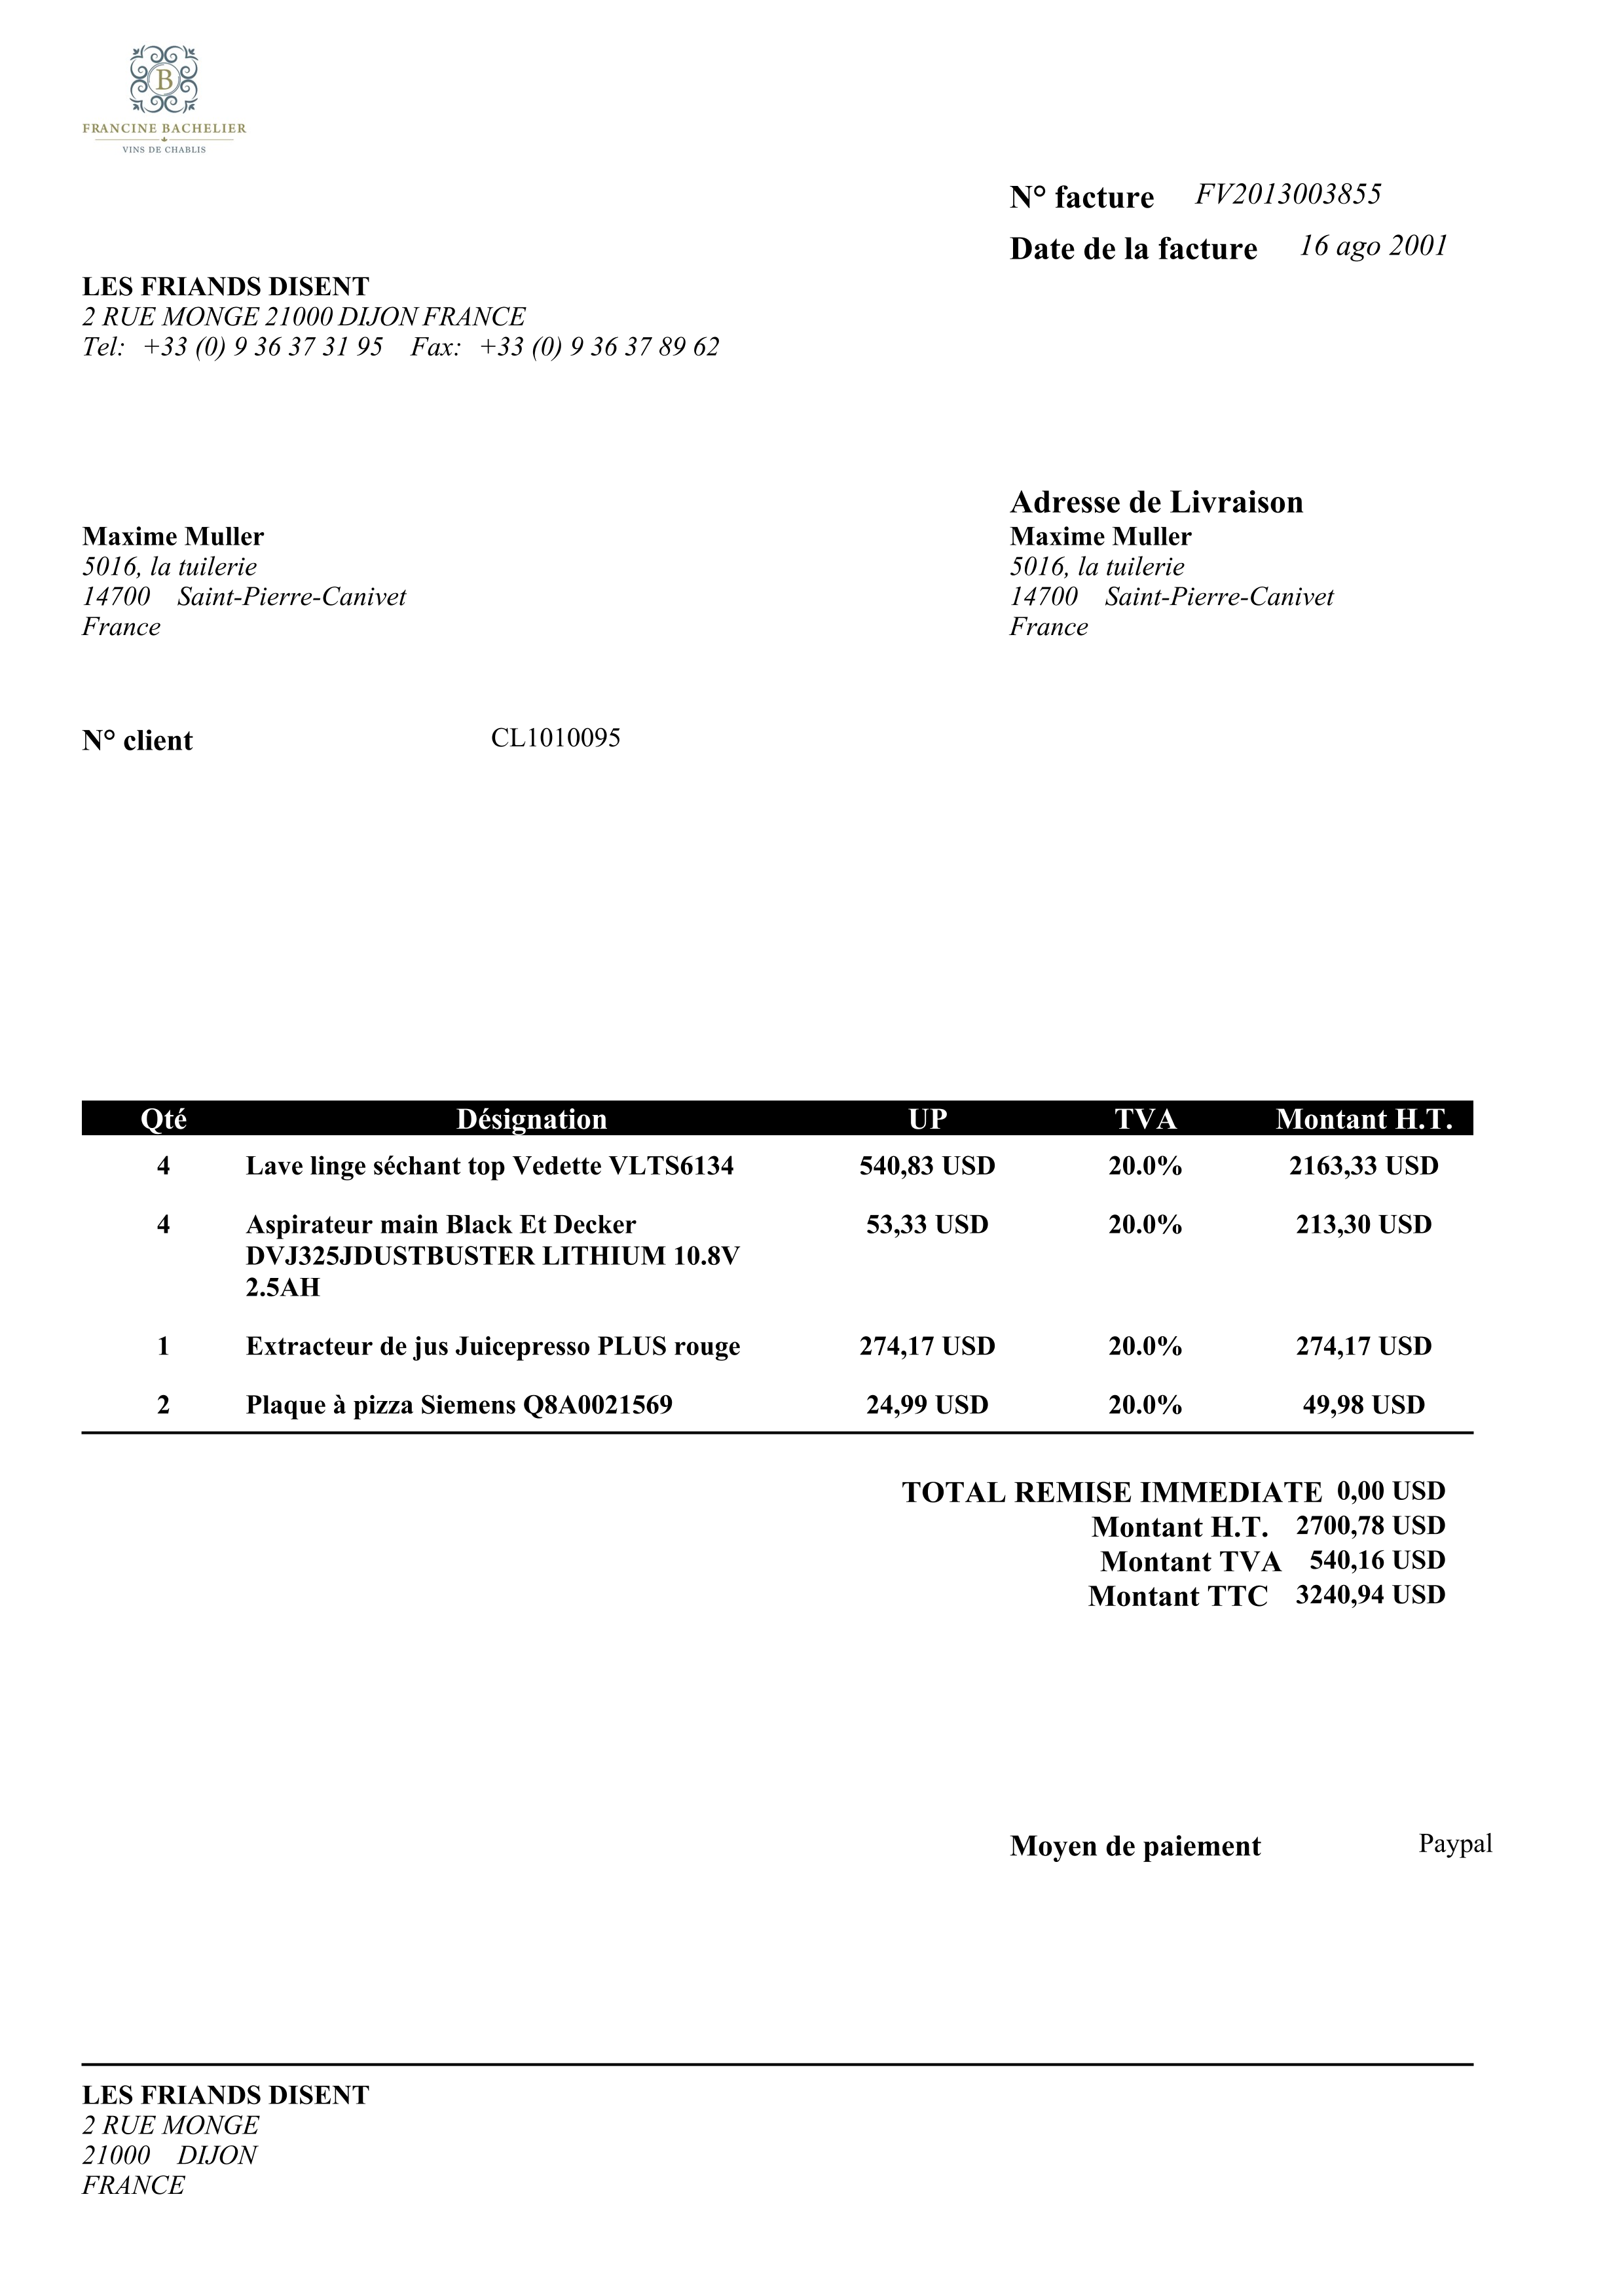 B
FRANCINE BACHELIER
VINS DE CHABLIS
N° facture FV2013003855
Date de la facture 16 ago 2001
LES FRIANDS DISENT
2 RUE MONGE 21000 DIJON FRANCE
Tel: +33 (0) 9 36 37 31 95 Fax: +33 (0) 9 36 37 89 62
Adresse de Livraison
Maxime Muller Maxime Muller
5016, la tuilerie 5016, la tuilerie
14700 Saint-Pierre-Canivet 14700 Saint-Pierre-Canivet
France France
N° client CL1010095
Qté Désignation UP TVA Montant H.T.
4 Lave linge séchant top Vedette VLTS6134 540,83 USD 20.0% 2163,33 USD
4 Aspirateur main Black Et Decker 53,33 USD 20.0% 213,30 USD
DVJ325JDUSTBUSTER LITHIUM 10.8V
2.5AH
1 Extracteur de jus Juicepresso PLUS rouge 274,17 USD 20.0% 274,17 USD
2 Plaque à pizza Siemens Q8A0021569 24,99 USD 20.0% 49,98 USD
TOTAL REMISE IMMEDIATE 0,00 USD
Montant H.T. 2700,78 USD
Montant TVA 540,16 USD
Montant TTC 3240,94 USD
Moyen de paiement Paypal
LES FRIANDS DISENT
2 RUE MONGE
21000 DIJON
FRANCE